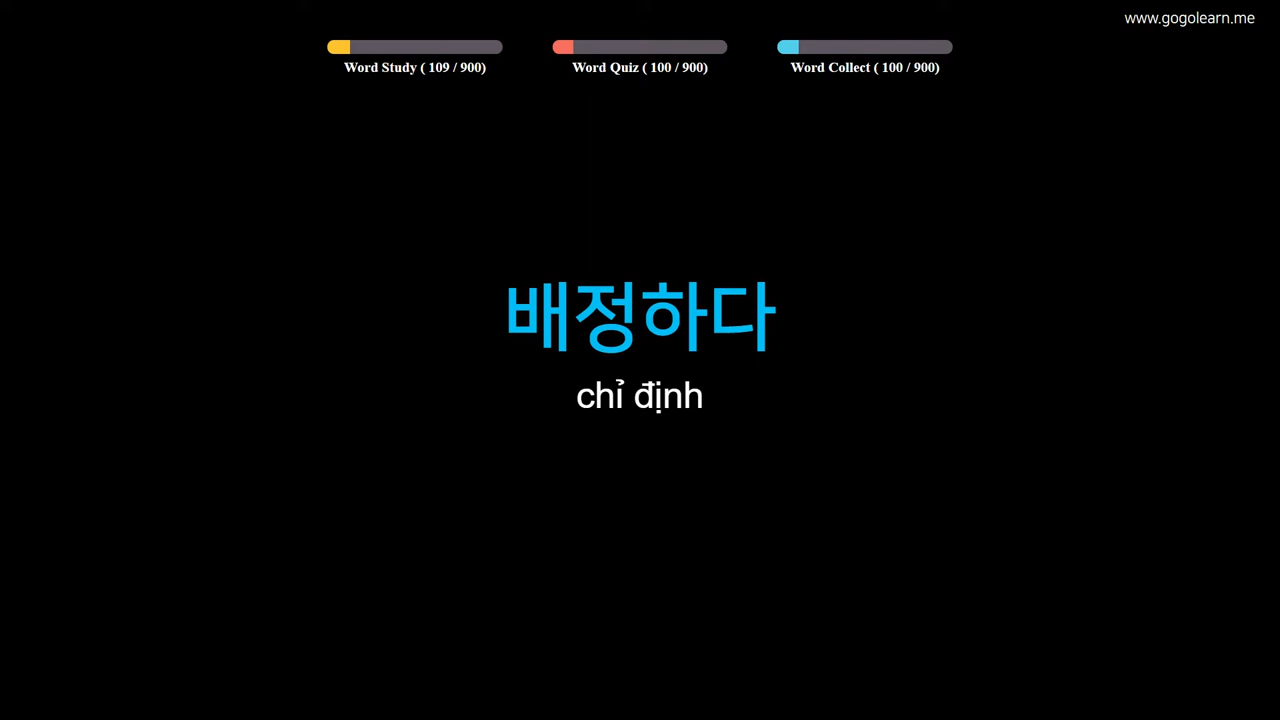 www.gogolearn.me
Word Study ( 109 / 900)
Word Quiz ( 100 / 900)
Word Collect ( 100 / 900)
배정하다
chỉ định